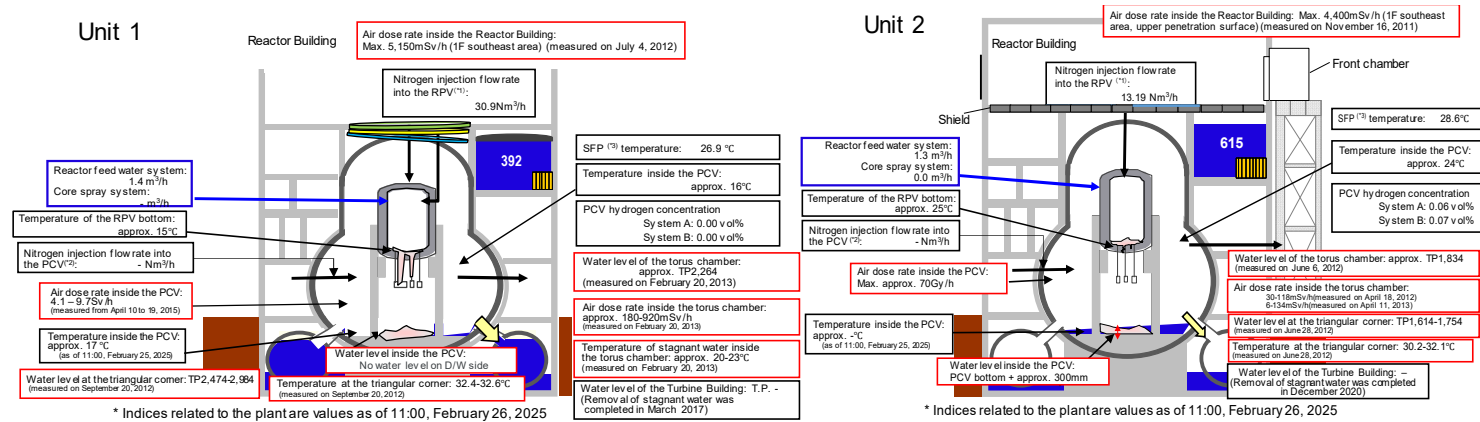 Unit 1
Reactor Building
Air dose rate inside the Reactor Building:
Max. 5,150mSv/h (1F southeast area) (measured on July 4, 2012)
Nitrogen injection flow rate
into the RPV(*1):
30.9Nm3/h
392
SFP (*3) temperature: 26.9 ℃
Reactor feed water system:
1.4 m3/h
Core spray system:
- m3/h
Temperature inside the PCV:
approx. 16℃
Temperature of the RPV bottom:
approx. 15℃
PCV hydrogen concentration
System A: 0.00 vol%
System B: 0.00 vol%
Nitrogen injection flow rate into
the PCV(*2): - Nm3/h
Water level of the torus chamber:
approx. TP2,264
(measured on February 20, 2013)
Air dose rate inside the PCV:
4.1 – 9.7Sv/h
(measured from April 10 to 19, 2015)
Air dose rate inside the torus chamber:
approx. 180-920mSv/h
(measured on February 20, 2013)
Temperature inside the PCV:
approx. 17 ℃
(as of 11:00, February 25, 2025)
Temperature of stagnant water inside
the torus chamber: approx. 20-23℃
(measured on February 20, 2013)
Water level inside the PCV:
No water level on D/W side
Water level at the triangular corner: TP2,474-2,984
(measured on September 20, 2012)
Temperature at the triangular corner: 32.4-32.6℃
(measured on September 20, 2012)
Water level of the Turbine Building: T.P. -
(Removal of stagnant water was
completed in March 2017)
* Indices related to the plant are values as of 11:00, February 26, 2025
Unit 2
Reactor Building
Air dose rate inside the Reactor Building: Max. 4,400mSv/h (1F southeast
area, upper penetration surface) (measured on November 16, 2011)
Front chamber
Nitrogen injection flow rate
into the RPV (*1):
13.19 Nm3/h
Shield
615
SFP (*3) temperature: 28.6 ℃
Reactor feed water system:
1.3 m3/h
Core spray system:
0.0 m3/h
Temperature inside the PCV:
approx. 24℃
Temperature of the RPV bottom:
approx. 25℃
PCV hydrogen concentration
System A: 0.06 vol%
System B: 0.07 vol%
Nitrogen injection flow rate
into the PCV(*2): - Nm3/h
Water level of the torus chamber: approx. TP1,834
(measured on June 6, 2012)
Air dose rate inside the PCV:
Max. approx. 70Gy/h
Air dose rate inside the torus chamber:
30-118mSv/h(measured on April 18, 2012)
6-134mSv/h(measured on April 11, 2013)
Temperature inside the PCV:
approx. -℃
(as of 11:00, February 25, 2025)
Water level at the triangular corner: TP1,614-1,754
(measured on June 28, 2012)
Temperature at the triangular corner: 30.2-32.1℃
(measured on June 28, 2012)
Water level inside the PCV:
PCV bottom + approx. 300mm
Water level of the Turbine Building: –
(Removal of stagnant water was completed
in December 2020)
* Indices related to the plant are values as of 11:00, February 26, 2025